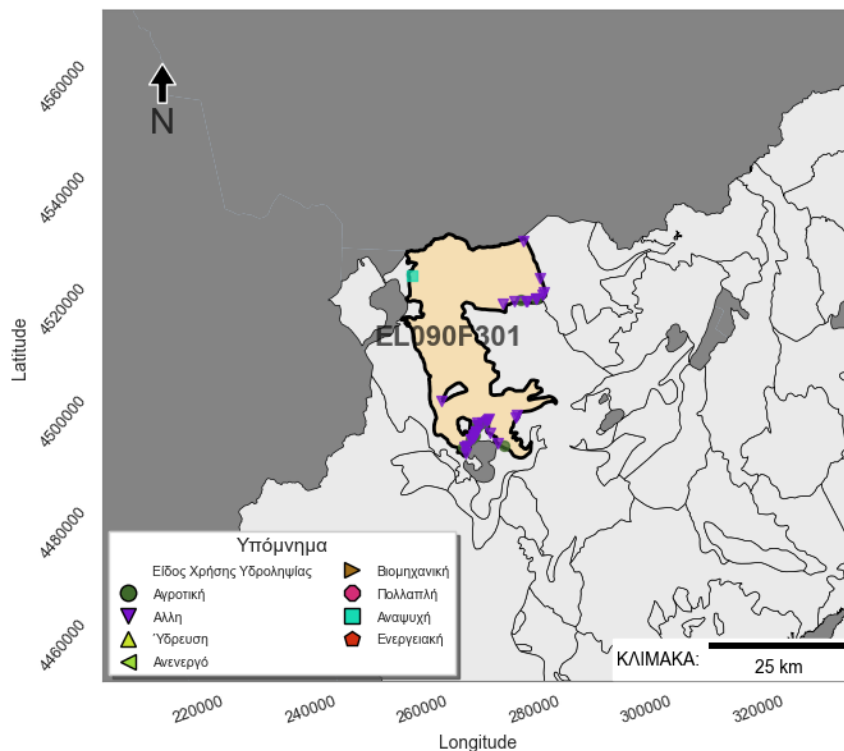 4560000
N
4540000
4520000
EL090F301
Latitude
4500000
4480000
Υπόμνημα
Είδος Χρήσης Υδροληψίας
Αγροτική
Άλλη
Ύδρευση
Ανενεργό
Βιομηχανική
Πολλαπλή
Αναψυχή
Ενεργειακή
4460000
ΚΛΙΜΑΚΑ:
25 km
220000
240000
260000
280000
300000
320000
Longitude